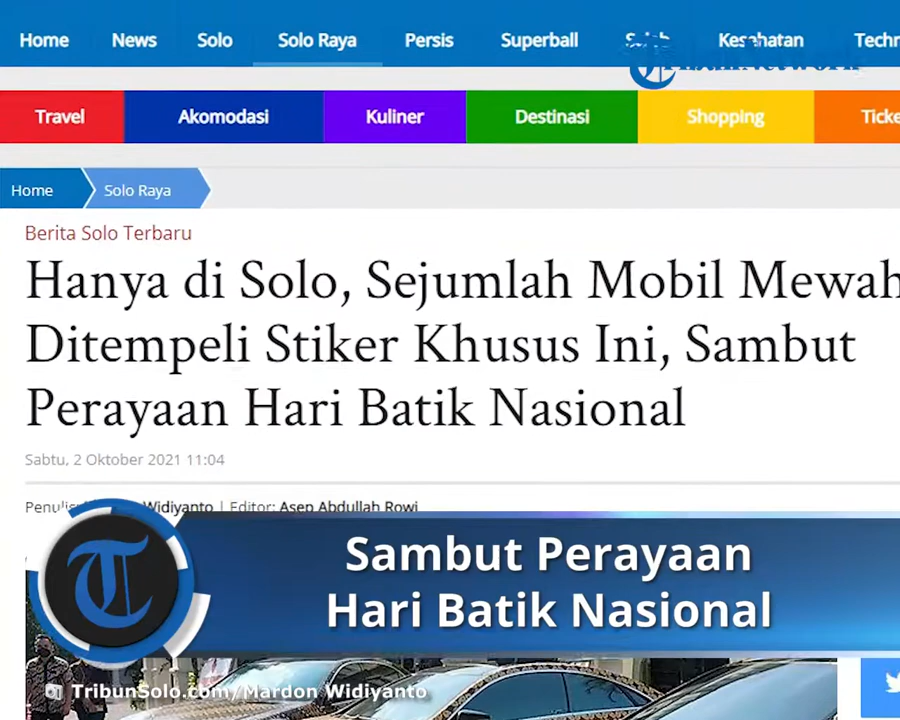 Home News Solo Solo Raya Persis Superball Kesehatan
Travel Akomodasi Kuliner Destinasi Shopping
Home Solo Raya
Berita Solo Terbaru
Hanya di Solo, Sejumlah Mobil Mewah
Ditempeli Stiker Khusus Ini, Sambut
Perayaan Hari Batik Nasional
Sabtu, 2 Oktober 2021 11:04
Widiyanto | Editor: Asep Abdullah Rowi
Sambut Perayaan
Hari Batik Nasional
TribunSolo.com/Mardon Widiyanto